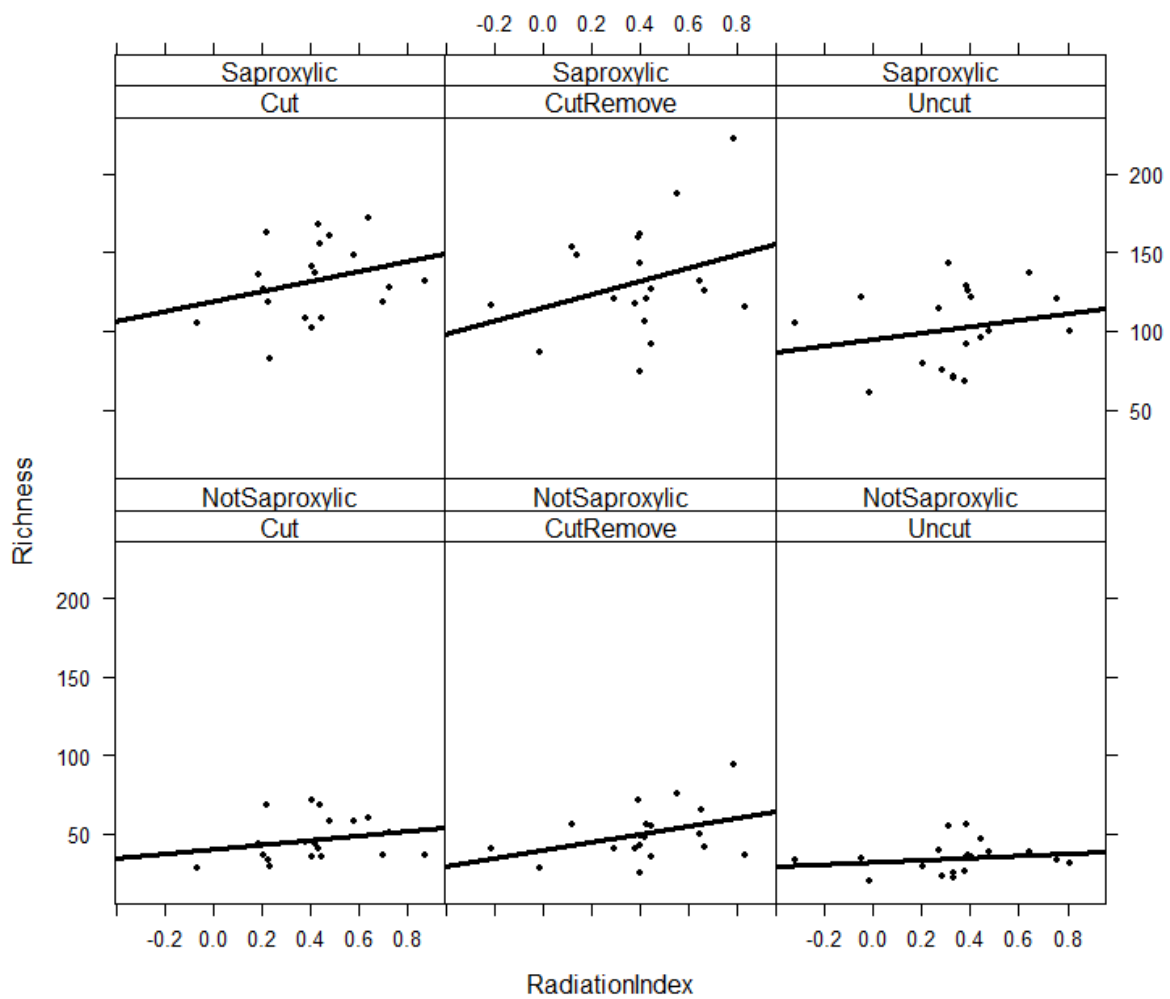 -0.2 0.0 0.2 0.4 0.6 0.8
Saproxylic Saproxylic Saproxylic
Cut CutRemove Uncut
200
150
100
50
NotSaproxylic NotSaproxylic NotSaproxylic
Cut CutRemove Uncut
Richness
200
150
100
50
-0.2 0.0 0.2 0.4 0.6 0.8 -0.2 0.0 0.2 0.4 0.6 0.8
RadiationIndex